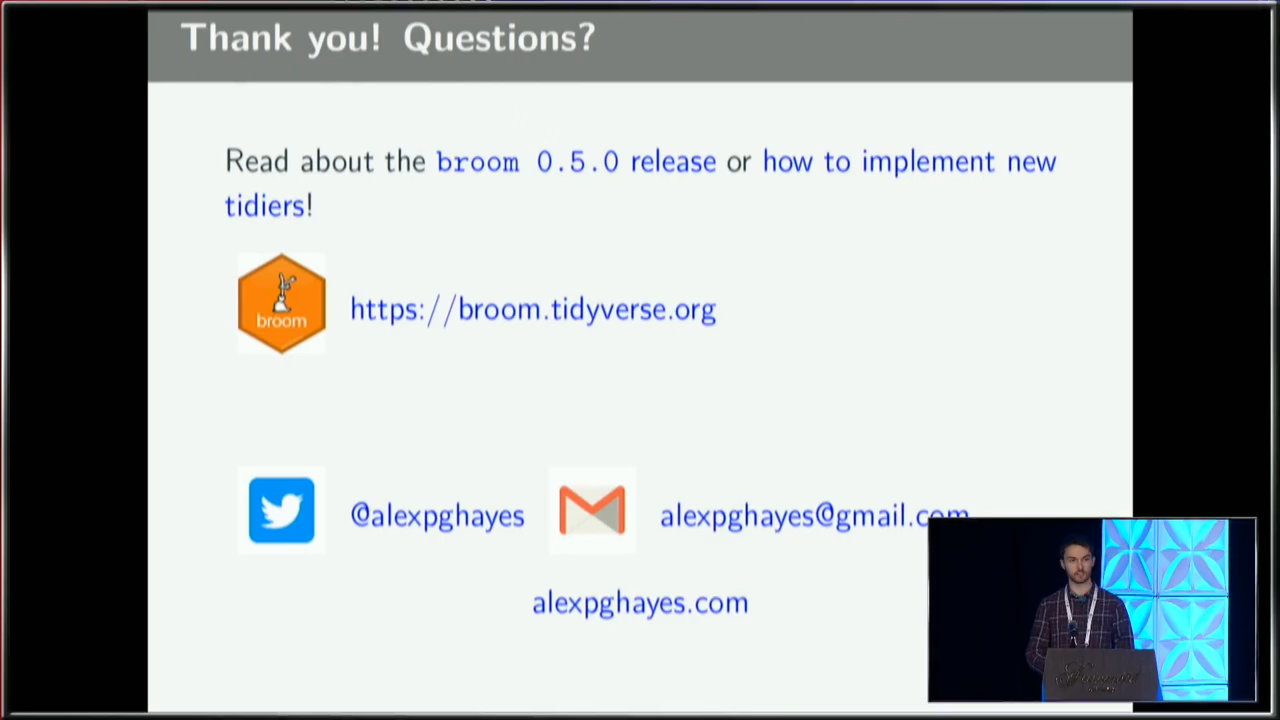 Thank you! Questions?
Read about the broom 0.5.0 release or how to implement new
tidiers!
broom
https://broom.tidyverse.org
@alexpghayes
alexpghayes@gmail.com
alexpghayes.com